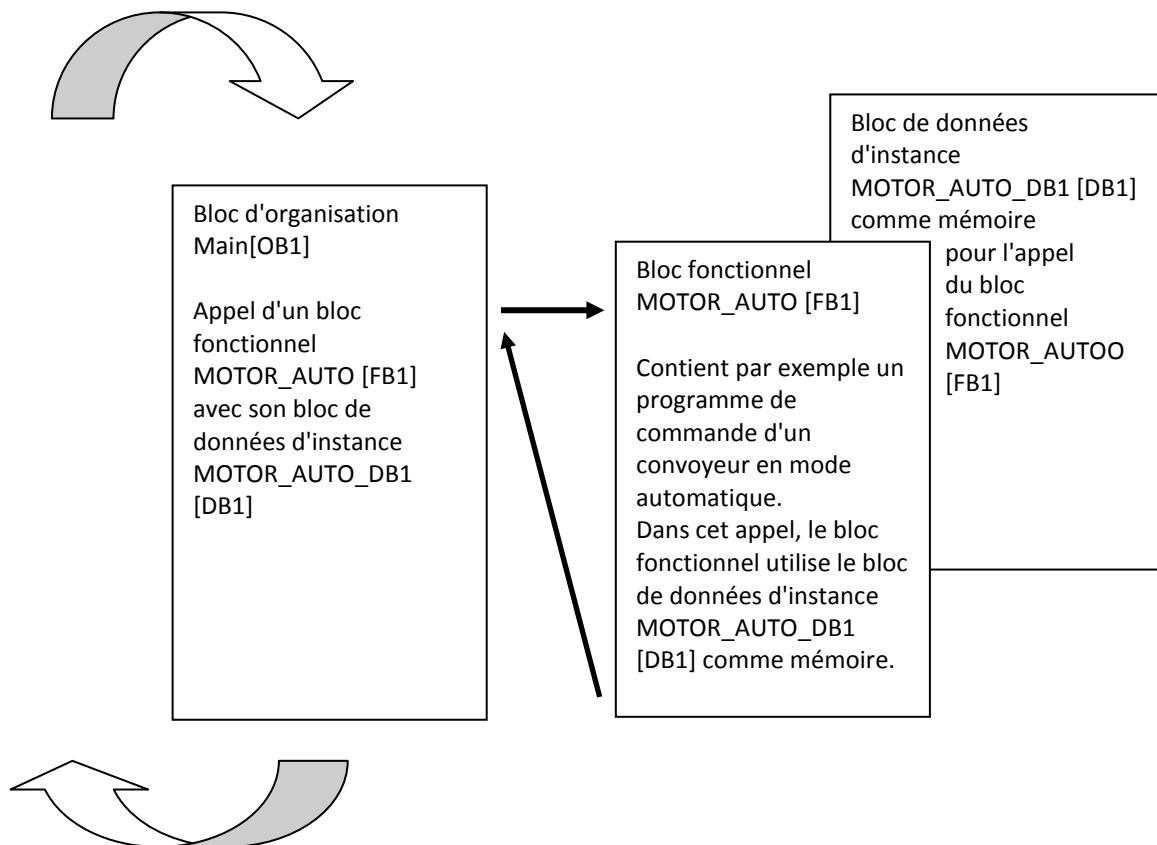 Bloc d'organisation
Main[OB1]
Appel d'un bloc
fonctionnel
MOTOR_AUTO [FB1]
avec son bloc de
données d'instance
MOTOR_AUTO_DB1
[DB1]
Bloc fonctionnel
MOTOR_AUTO [FB1]
Contient par exemple un
programme de
commande d'un
convoyeur en mode
automatique.
Dans cet appel, le bloc
fonctionnel utilise le bloc
de données d'instance
MOTOR_AUTO_DB1
[DB1] comme mémoire.
Bloc de données
d'instance
MOTOR_AUTO_DB1 [DB1]
comme mémoire
pour l'appel
du bloc
fonctionnel
MOTOR_AUTOO
[FB1]